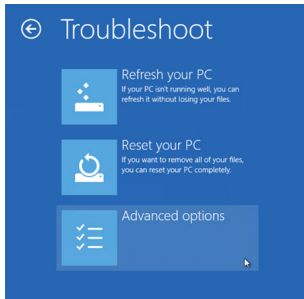 Troubleshoot
Refresh your PC
If your PC isn't running well, you can
refresh it without losing your files.
Reset your PC
If you want to remove all of your files,
you can reset your PC completely.
Advanced options